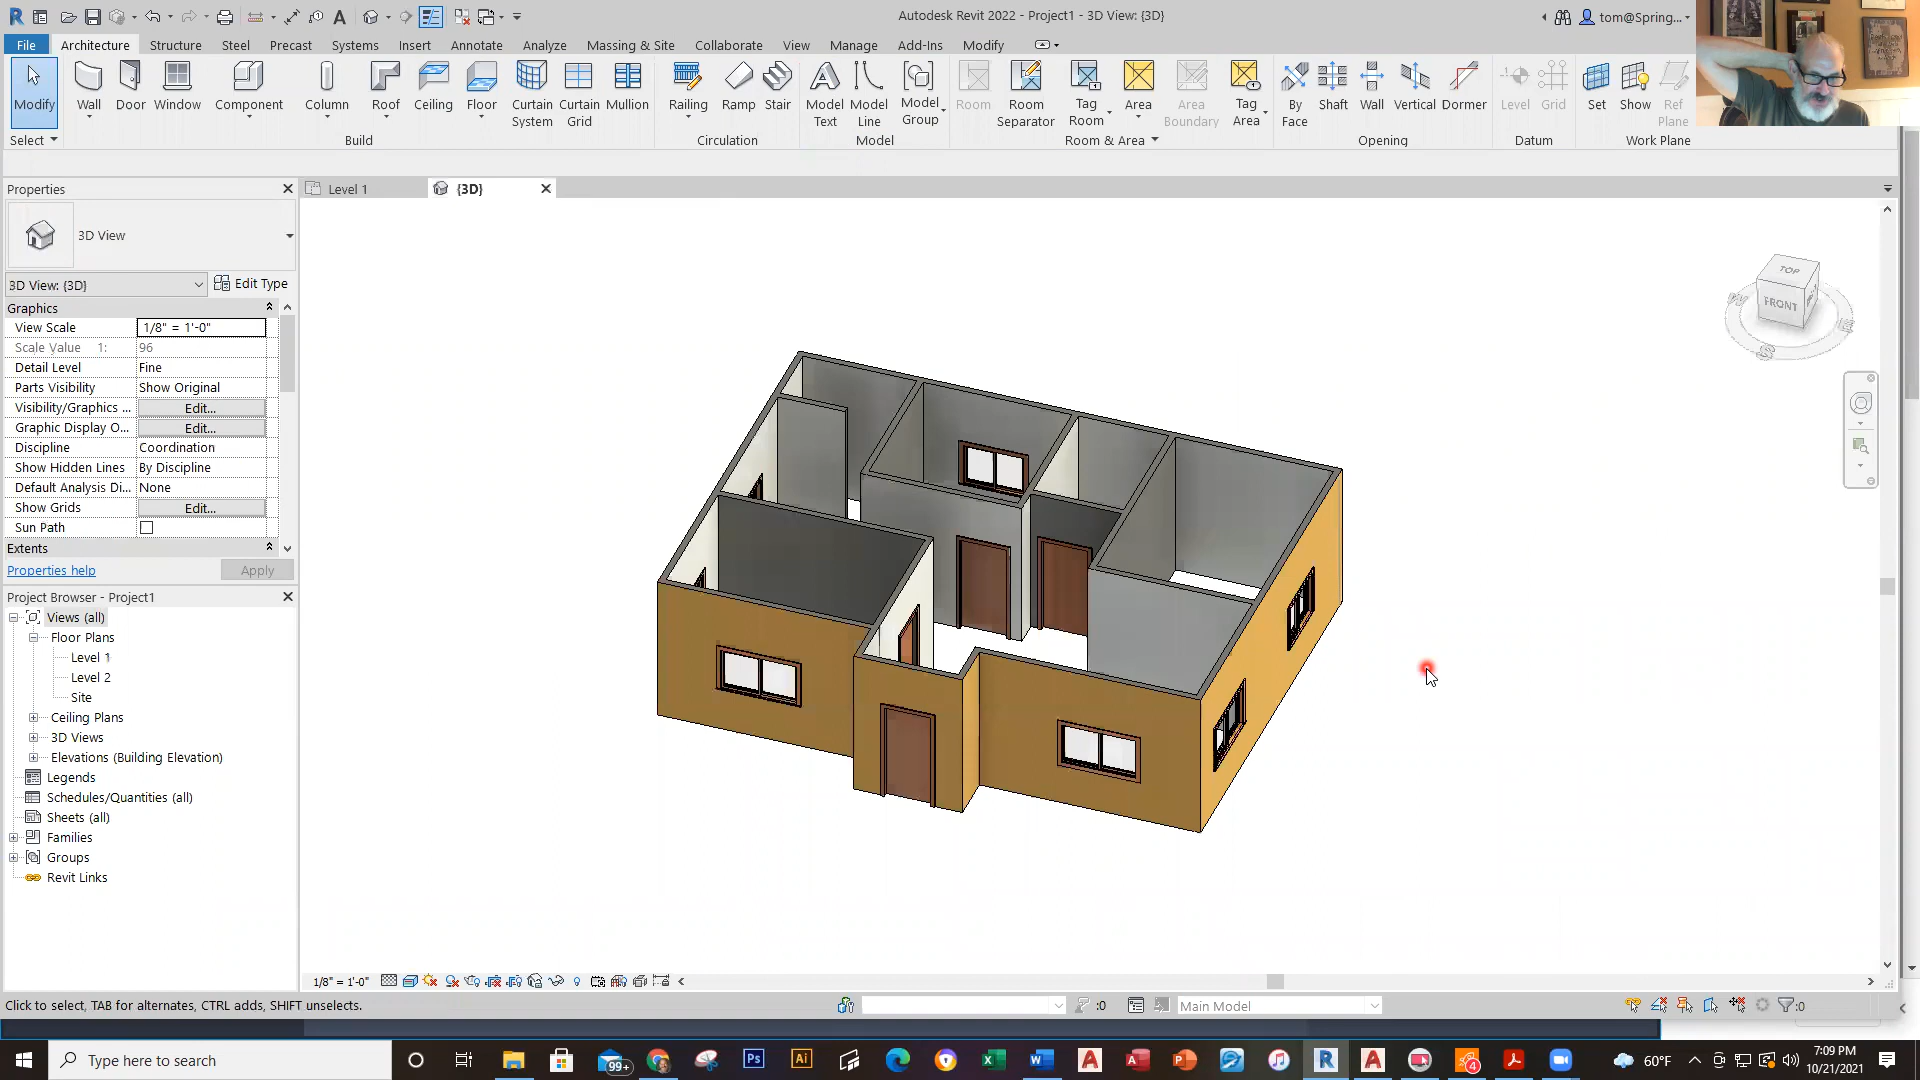 Autodesk Revit 2022 - Project1 - 3D View: {3D}
tom@Spring...
File Architecture Structure Steel Precast Systems Insert Annotate Analyze Massing & Site Collaborate View Manage Add-Ins Modify
Modify Wall Door Window Component Column Roof Ceiling Floor Curtain System Curtain Grid Mullion Railing Ramp Stair Model Text Model Line Model Group Room Room Separator Tag Room Area Area Boundary Tag Area By Face Shaft Wall Vertical Dormer Level Grid Set Show Ref Plane
Select Build Circulation Model Room & Area Opening Datum Work Plane
Properties
Level 1 {3D}
3D View
3D View: {3D} Edit Type
Graphics
View Scale 1/8" = 1'-0"
Scale Value 1: 96
Detail Level Fine
Parts Visibility Show Original
Visibility/Graphics ... Edit...
Graphic Display O... Edit...
Discipline Coordination
Show Hidden Lines By Discipline
Default Analysis Di... None
Show Grids Edit...
Sun Path
Extents
Properties help Apply
Project Browser - Project1
Views (all)
Floor Plans
Level 1
Level 2
Site
Ceiling Plans
3D Views
Elevations (Building Elevation)
Legends
Schedules/Quantities (all)
Sheets (all)
Families
Groups
Revit Links
TOP
FRONT
W
S
E
1/8" = 1'-0"
Click to select, TAB for alternates, CTRL adds, SHIFT unselects.
:0
Main Model
:0
Type here to search
99+
Ps
Ai
4
60°F
7:09 PM
10/21/2021